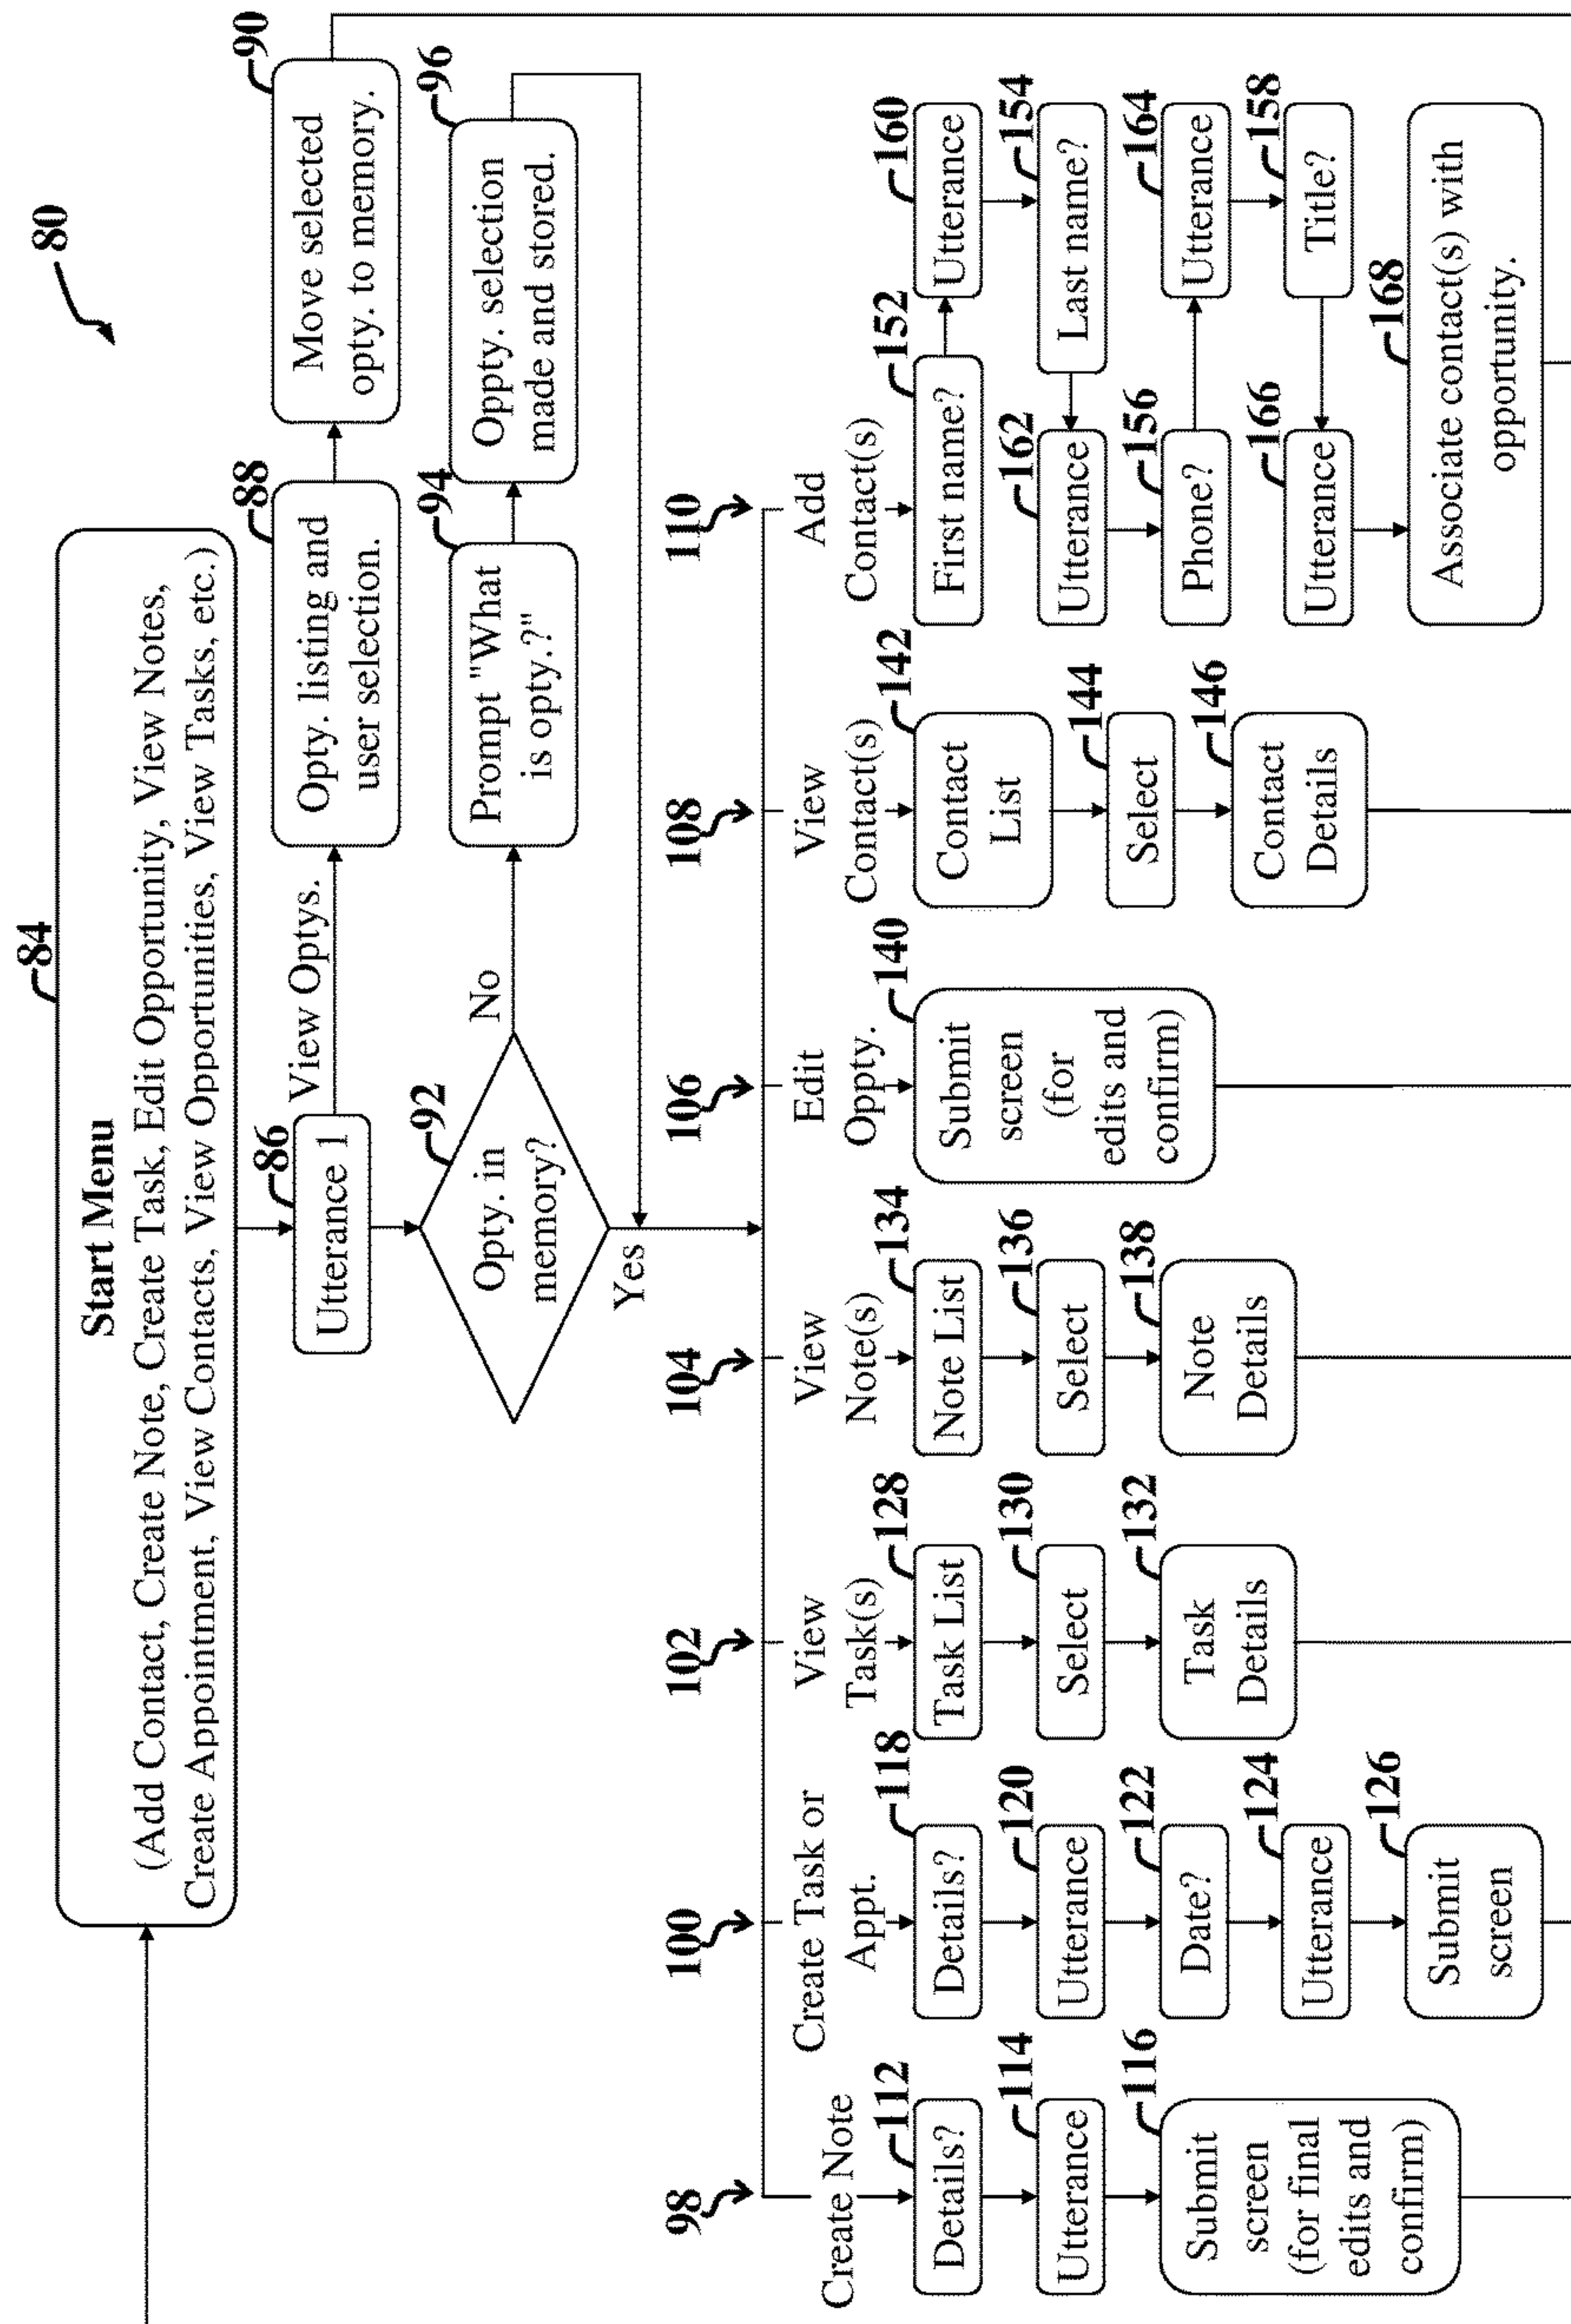 80
84
Start Menu
(Add Contact, Create Note, Create Task, Edit Opportunity, View Notes,
Create Appointment, View Contacts, View Opportunities, View Tasks, etc.)
86
Utterance 1
View Optys.
88
Opty. listing and
user selection.
90
Move selected
opty. to memory.
92
Opty. in
memory?
No
Yes
94
Prompt "What
is opty.?"
96
Oppty. selection
made and stored.
98
Create Note
112
Details?
114
Utterance
116
Submit
screen
(for final
edits and
confirm)
100
Create Task or
Appt.
118
Details?
120
Utterance
122
Date?
124
Utterance
126
Submit
screen
102
View
Task(s)
128
Task List
130
Select
132
Task
Details
104
View
Note(s)
134
Note List
136
Select
138
Note
Details
106
Edit
Oppty.
140
Submit
screen
(for
edits and
confirm)
108
View
Contact(s)
142
Contact
List
144
Select
146
Contact
Details
110
Add
Contact(s)
152
First name?
160
Utterance
154
Last name?
162
Utterance
156
Phone?
164
Utterance
158
Title?
166
Utterance
168
Associate contact(s) with
opportunity.